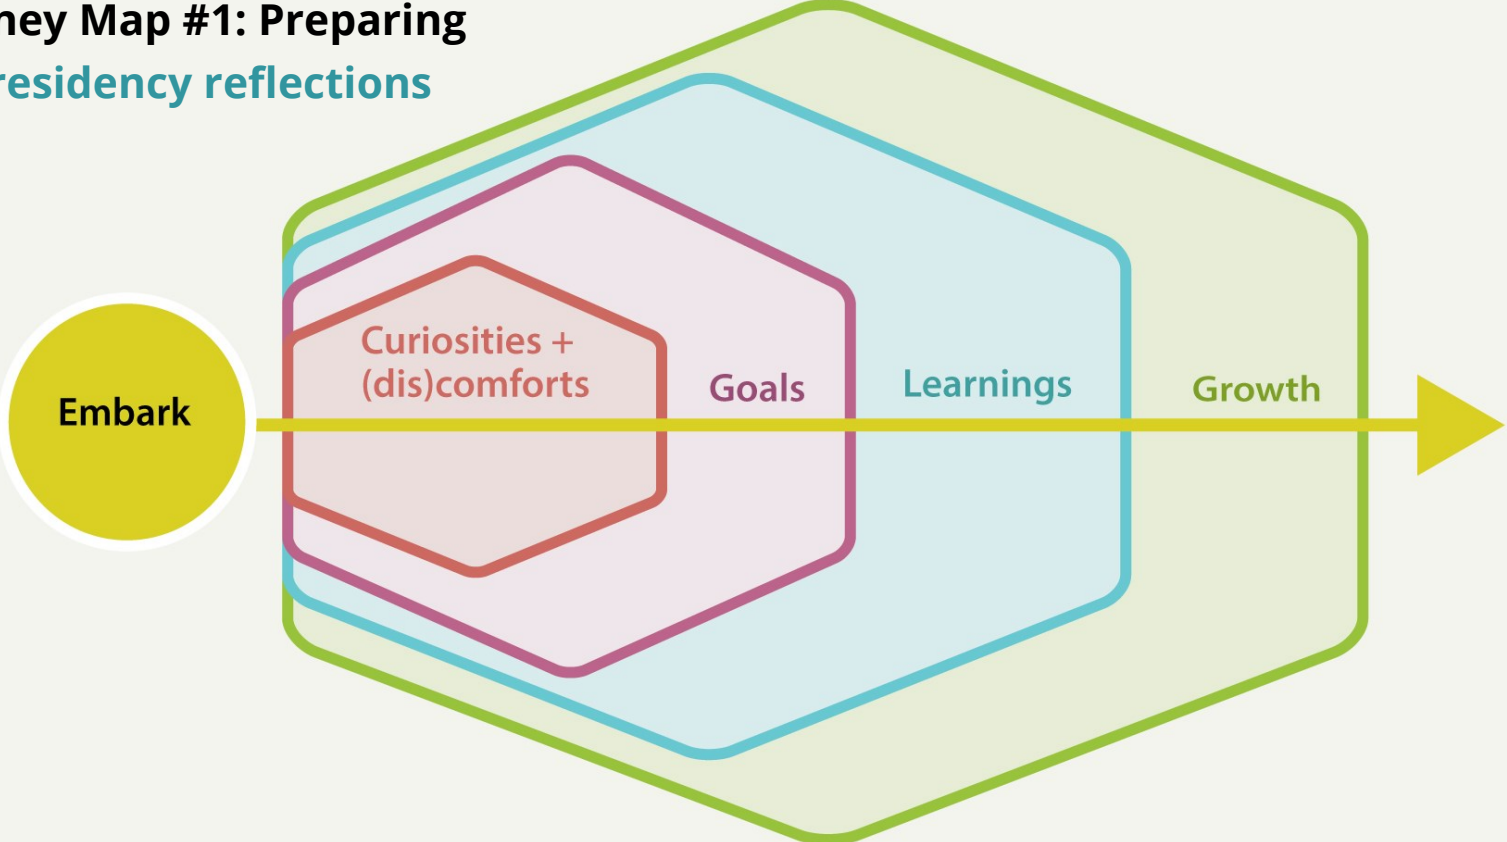 ney Map #1: Preparing
residency reflections
Curiosities +
(dis)comforts
Goals
Learnings
Growth
Embark